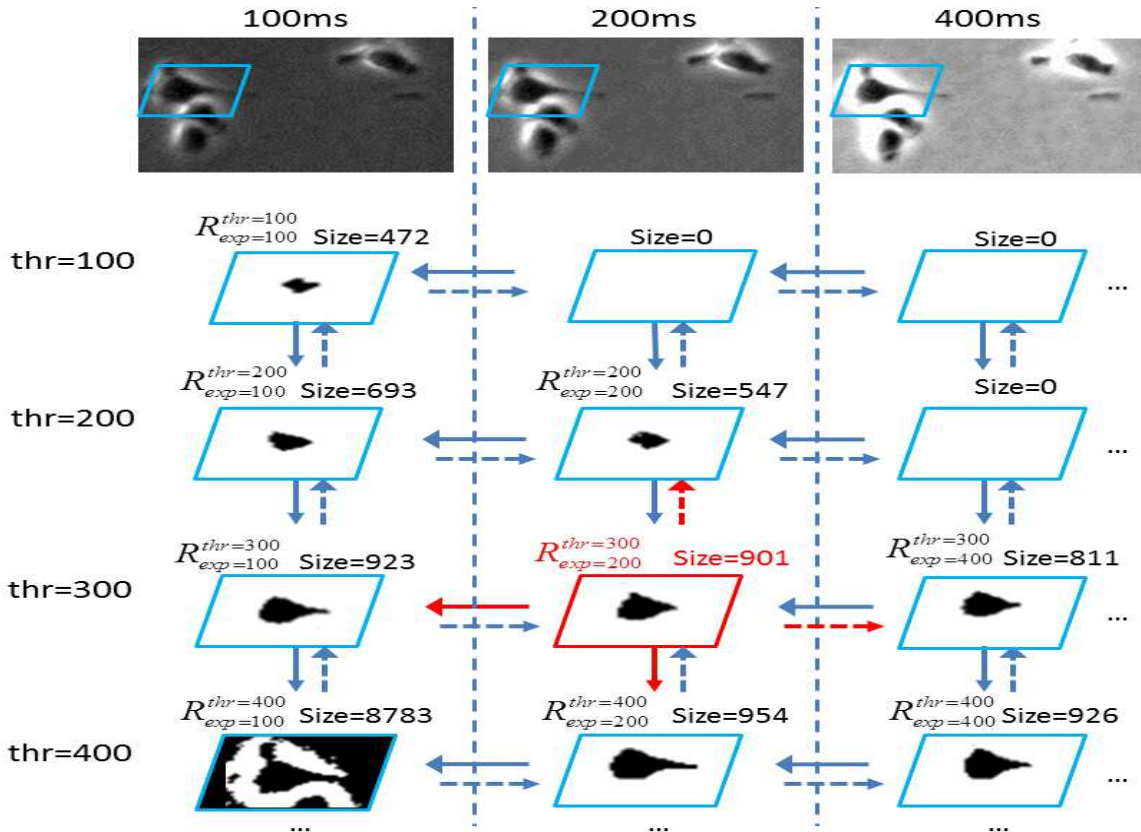 100ms 200ms 400ms
R^{thr=100}_{exp=100} Size=472 Size=0 Size=0
thr=100 ...
R^{thr=200}_{exp=100} Size=693 R^{thr=200}_{exp=200} Size=547 Size=0
thr=200 ...
R^{thr=300}_{exp=100} Size=923 R^{thr=300}_{exp=200} Size=901 R^{thr=300}_{exp=400} Size=811
thr=300 ...
R^{thr=400}_{exp=100} Size=8783 R^{thr=400}_{exp=200} Size=954 R^{thr=400}_{exp=400} Size=926
thr=400 ...
... ... ...